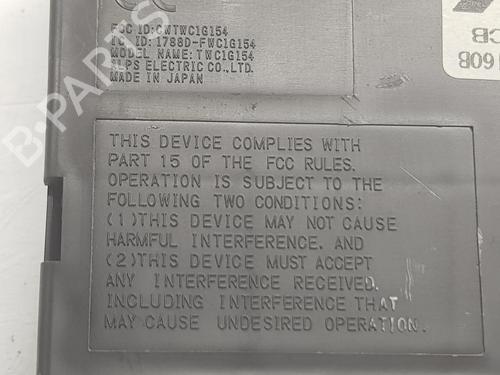 FCC ID: CWTWC1G154
IC ID: 1788D-FWC1G154
MODEL NAME: TWC1G154
ALPS ELECTRIC CO., LTD.
MADE IN JAPAN
CB
60B
THIS DEVICE COMPLIES WITH
PART 15 OF THE FCC RULES.
OPERATION IS SUBJECT TO THE
FOLLOWING TWO CONDITIONS:
(1) THIS DEVICE MAY NOT CAUSE
HARMFUL INTERFERENCE. AND
(2) THIS DEVICE MUST ACCEPT
ANY INTERFERENCE RECEIVED.
INCLUDING INTERFERENCE THAT
MAY CAUSE UNDESIRED OPERATION.
B-PARTS